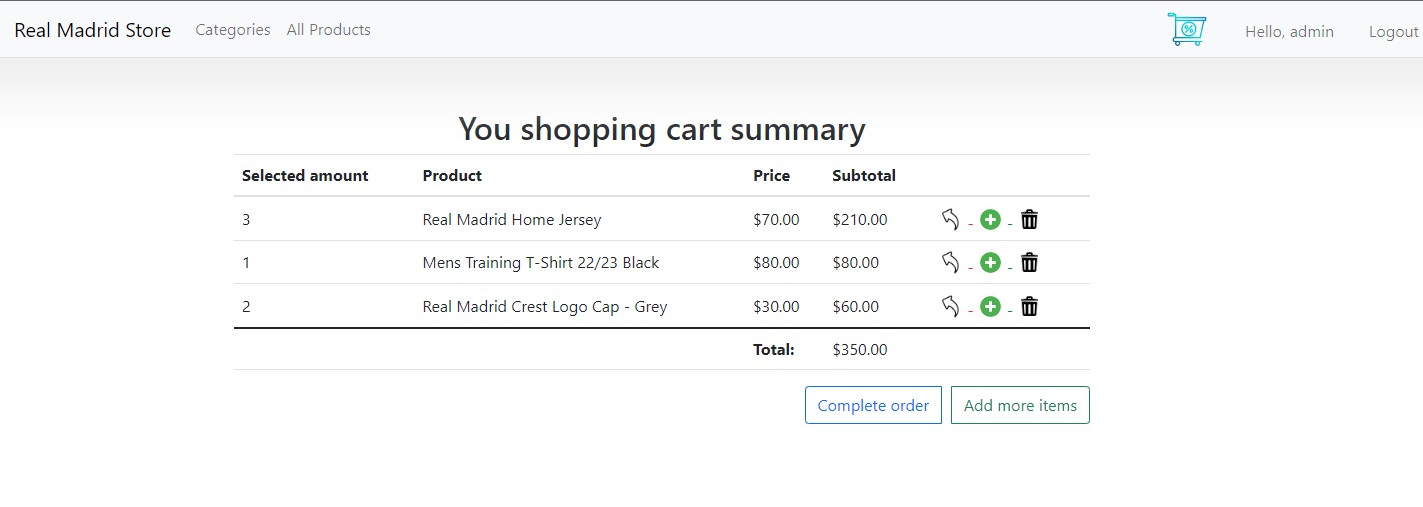 Real Madrid Store Categories All Products % Hello, admin Logout
You shopping cart summary
Selected amount Product Price Subtotal
3 Real Madrid Home Jersey $70.00 $210.00 - -
1 Mens Training T-Shirt 22/23 Black $80.00 $80.00 - -
2 Real Madrid Crest Logo Cap - Grey $30.00 $60.00 - -
Total: $350.00
Complete order Add more items